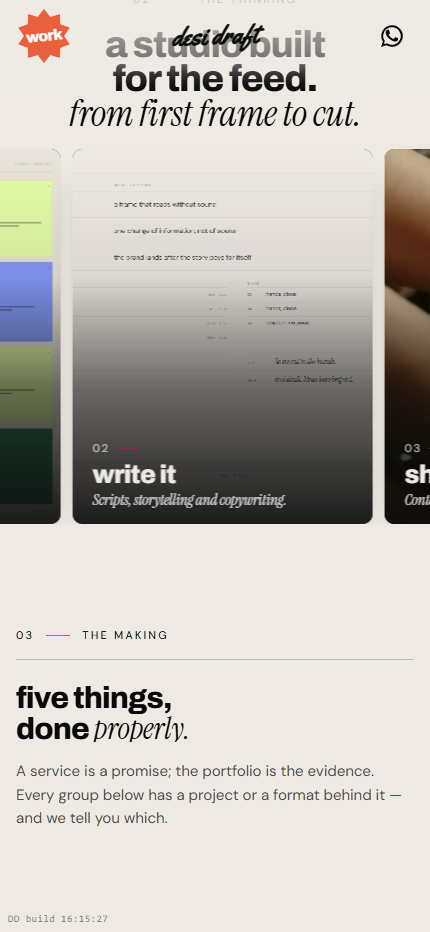 02 THE THINKING
work
desi draft
a studio built
for the feed.
from first frame to cut.
a frame that reads without sound
one change of information, not of scene
the brand lands after the story pays for itself
02
write it
Scripts, storytelling and copywriting.
03
sh
Cont
03 — THE MAKING
five things,
done properly.
A service is a promise; the portfolio is the evidence.
Every group below has a project or a format behind it —
and we tell you which.
DD build 16:15:27